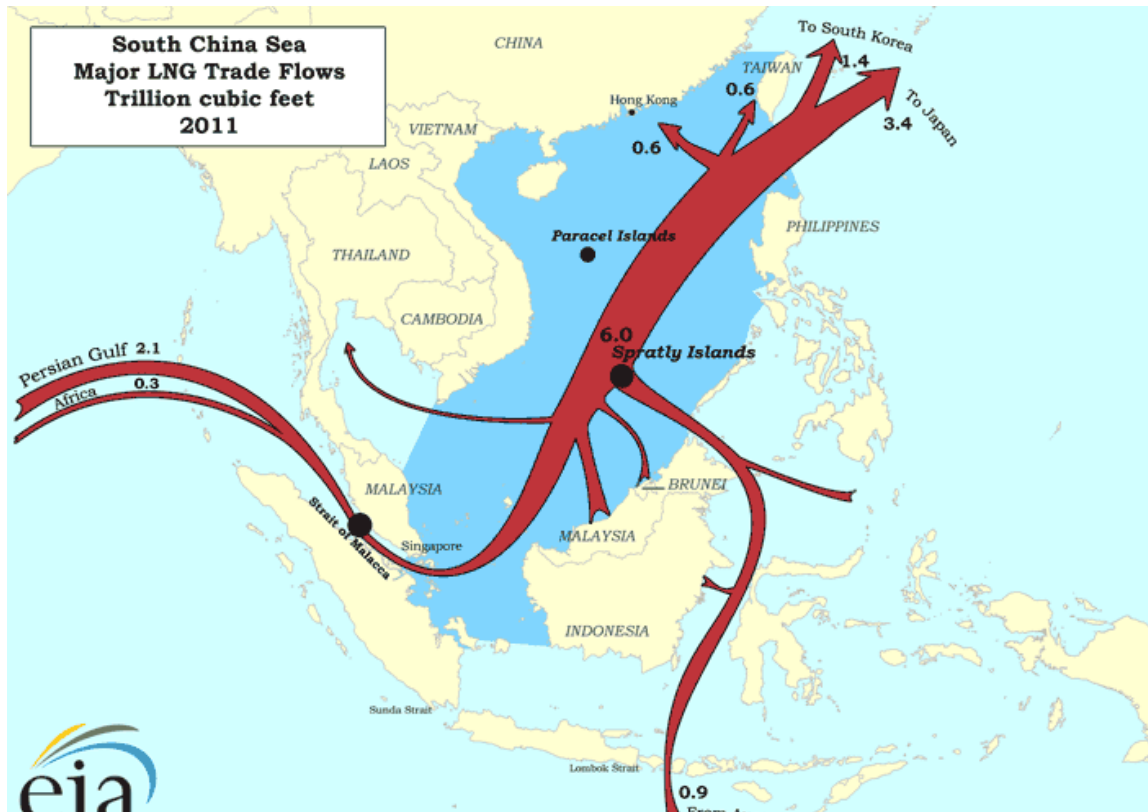 South China Sea
Major LNG Trade Flows
Trillion cubic feet
2011
CHINA
To South Korea
1.4
TAIWAN
0.6
Hong Kong
To Japan
3.4
0.6
VIETNAM
LAOS
PHILIPPINES
Paracel Islands
THAILAND
CAMBODIA
6.0
Spratly Islands
Persian Gulf 2.1
0.3
Africa
MALAYSIA
BRUNEI
Strait of Malacca
Singapore
MALAYSIA
INDONESIA
Sunda Strait
Lombok Strait
0.9
From
eia